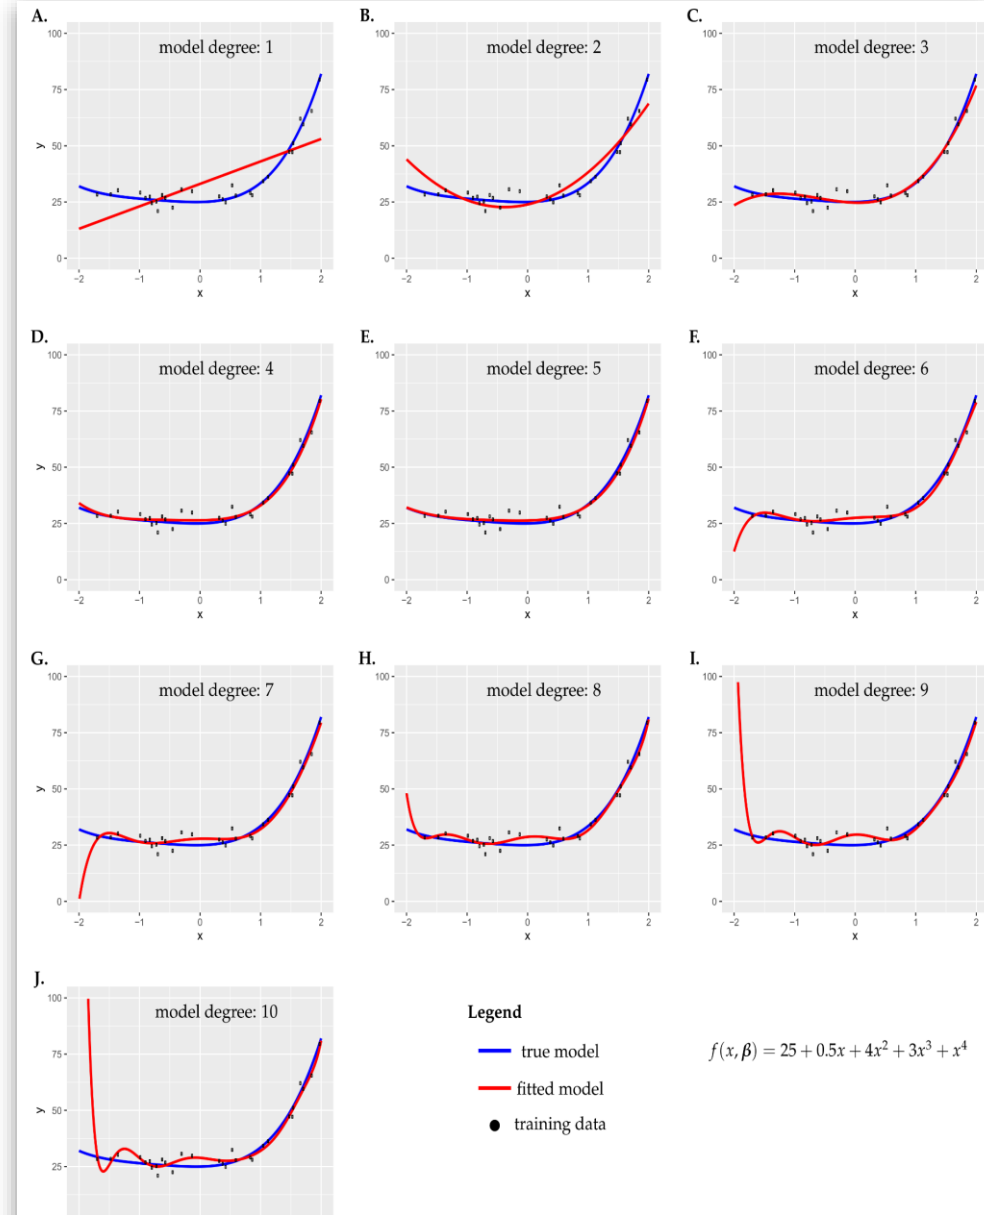 A.
model degree: 1
100
75
50
25
0
y
−2 −1 0 1 2
x
B.
model degree: 2
100
75
50
25
0
−2 −1 0 1 2
x
C.
model degree: 3
100
75
50
25
0
−2 −1 0 1 2
x
D.
model degree: 4
100
75
50
25
0
y
−2 −1 0 1 2
x
E.
model degree: 5
100
75
50
25
0
−2 −1 0 1 2
x
F.
model degree: 6
100
75
50
25
0
−2 −1 0 1 2
x
G.
model degree: 7
100
75
50
25
0
y
−2 −1 0 1 2
x
H.
model degree: 8
100
75
50
25
0
−2 −1 0 1 2
x
I.
model degree: 9
100
75
50
25
0
−2 −1 0 1 2
x
J.
model degree: 10
100
75
50
25
y
Legend
true model
fitted model
training data
f(x, β) = 25 + 0.5x + 4x² + 3x³ + x⁴